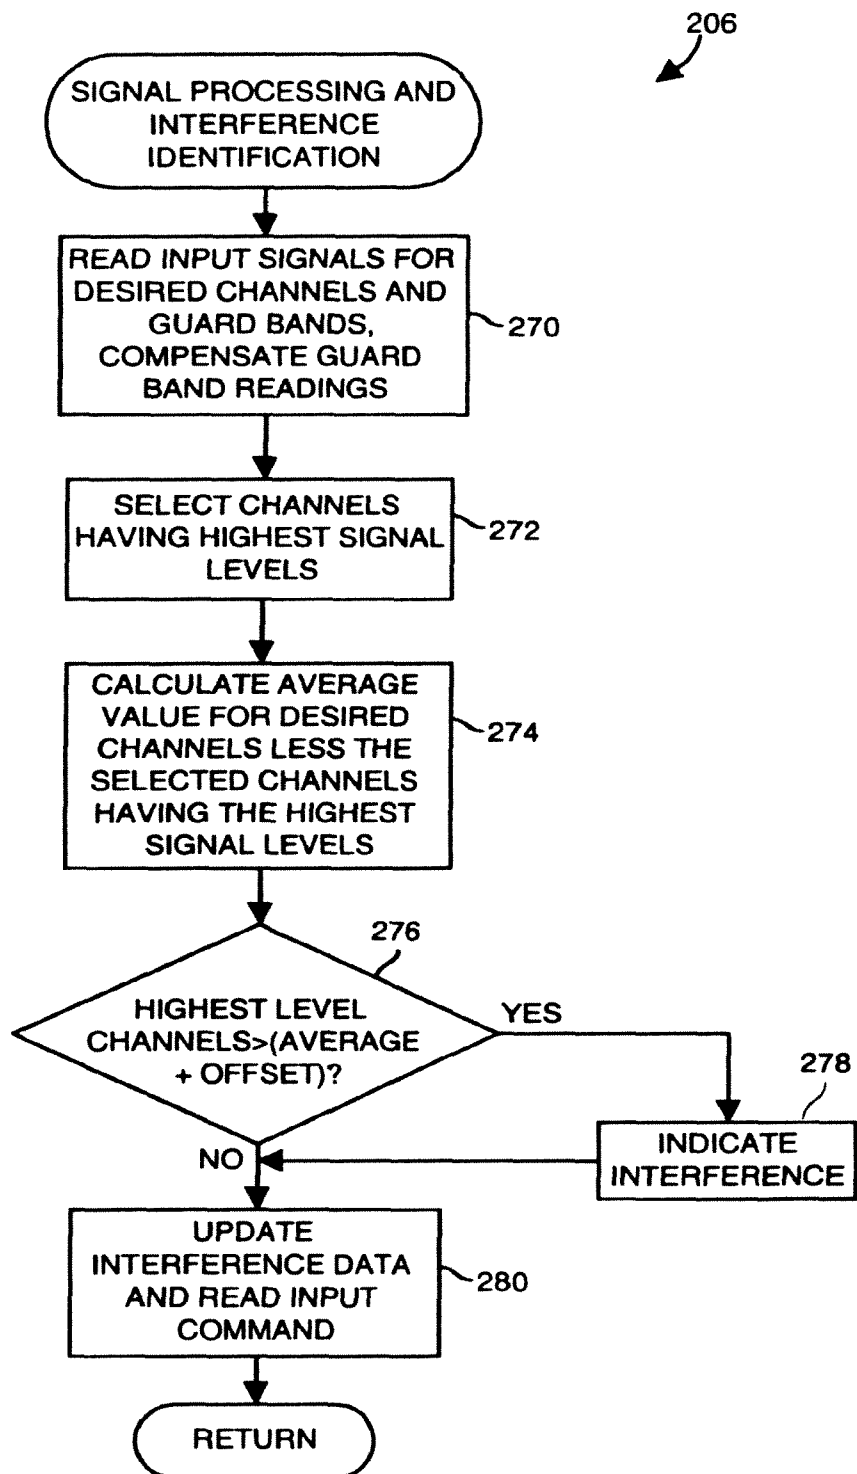 206
SIGNAL PROCESSING AND
INTERFERENCE
IDENTIFICATION
READ INPUT SIGNALS FOR
DESIRED CHANNELS AND
GUARD BANDS,
COMPENSATE GUARD
BAND READINGS
270
SELECT CHANNELS
HAVING HIGHEST SIGNAL
LEVELS
272
CALCULATE AVERAGE
VALUE FOR DESIRED
CHANNELS LESS THE
SELECTED CHANNELS
HAVING THE HIGHEST
SIGNAL LEVELS
274
276
HIGHEST LEVEL
CHANNELS>(AVERAGE
+ OFFSET)?
YES
278
INDICATE
INTERFERENCE
NO
UPDATE
INTERFERENCE DATA
AND READ INPUT
COMMAND
280
RETURN